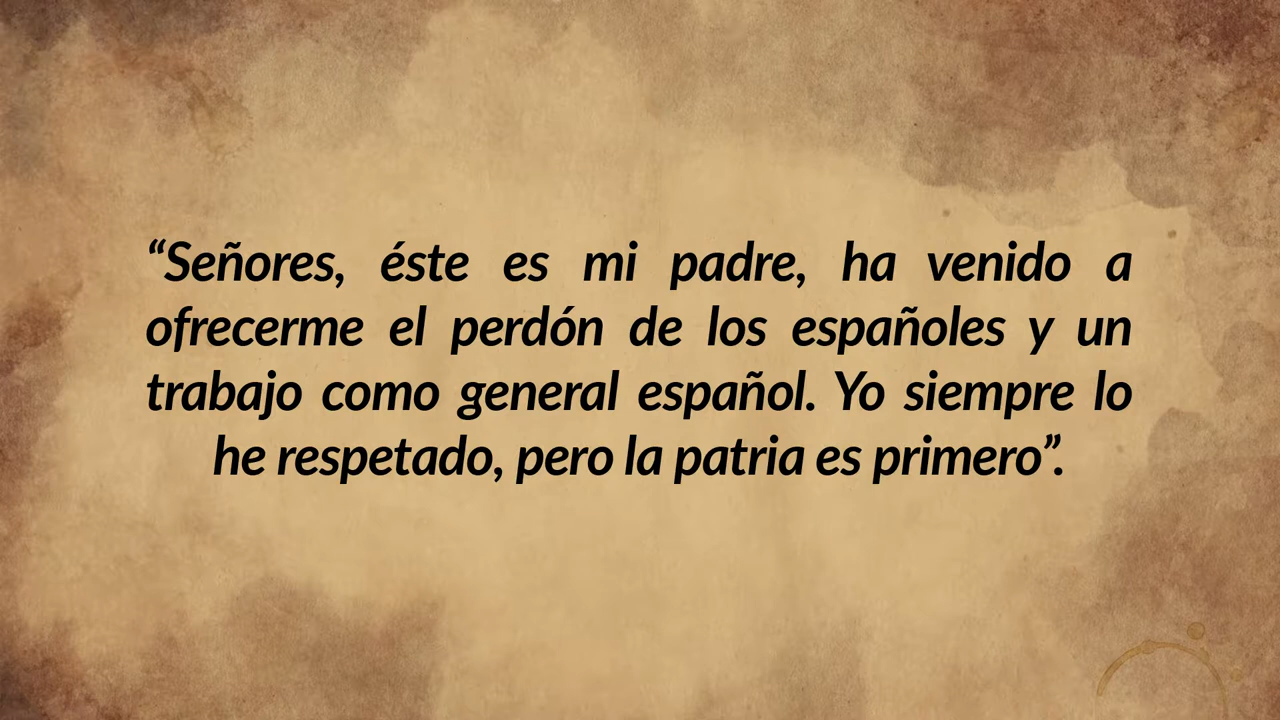 “Señores, éste es mi padre, ha venido a
ofrecerme el perdón de los españoles y un
trabajo como general español. Yo siempre lo
he respetado, pero la patria es primero”.